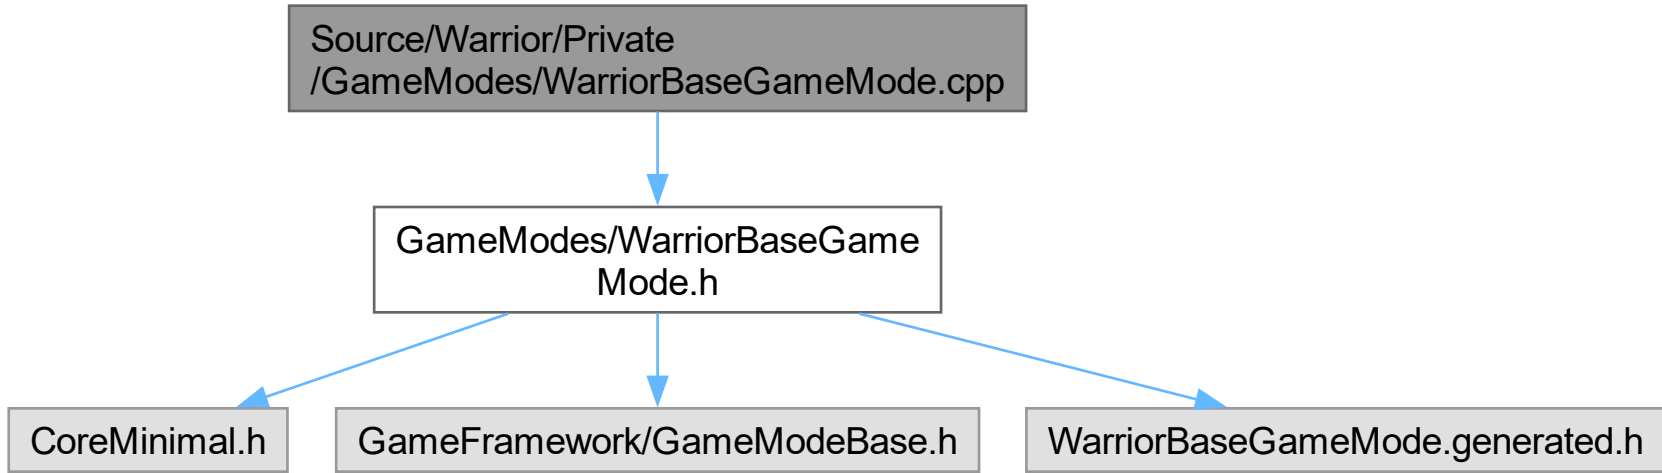 Source/Warrior/Private
/GameModes/WarriorBaseGameMode.cpp
GameModes/WarriorBaseGame
Mode.h
CoreMinimal.h
GameFramework/GameModeBase.h
WarriorBaseGameMode.generated.h